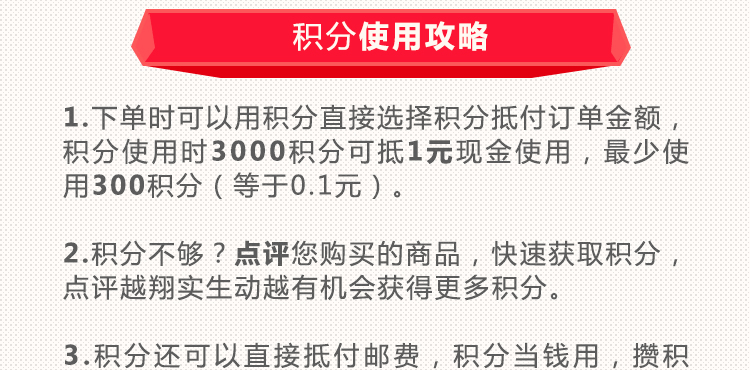 积分使用攻略
1.下单时可以用积分直接选择积分抵付订单金额，
积分使用时3000积分可抵1元现金使用，最少使
用300积分（等于0.1元）。
2.积分不够？点评您购买的商品，快速获取积分，
点评越翔实生动越有机会获得更多积分。
3.积分还可以直接抵付邮费，积分当钱用，攒积